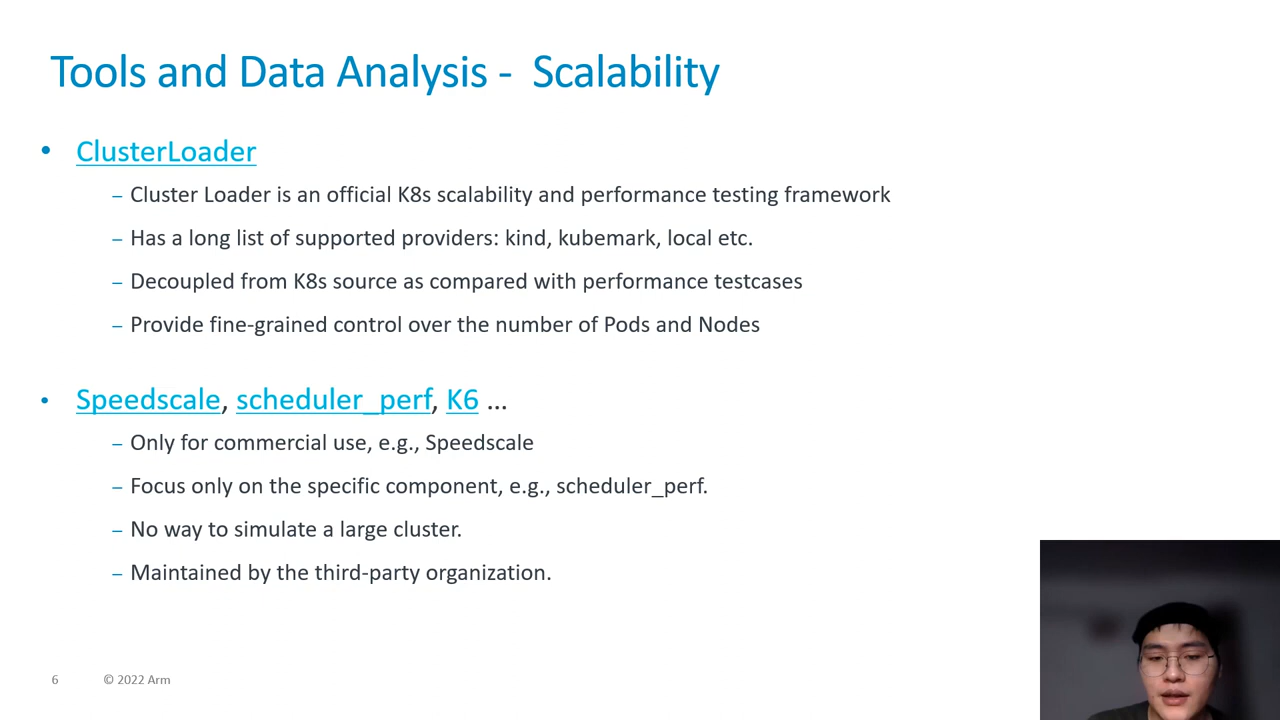 Tools and Data Analysis - Scalability
• ClusterLoader
– Cluster Loader is an official K8s scalability and performance testing framework
– Has a long list of supported providers: kind, kubemark, local etc.
– Decoupled from K8s source as compared with performance testcases
– Provide fine-grained control over the number of Pods and Nodes
• Speedscale, scheduler_perf, K6 ...
– Only for commercial use, e.g., Speedscale
– Focus only on the specific component, e.g., scheduler_perf.
– No way to simulate a large cluster.
– Maintained by the third-party organization.
6 © 2022 Arm